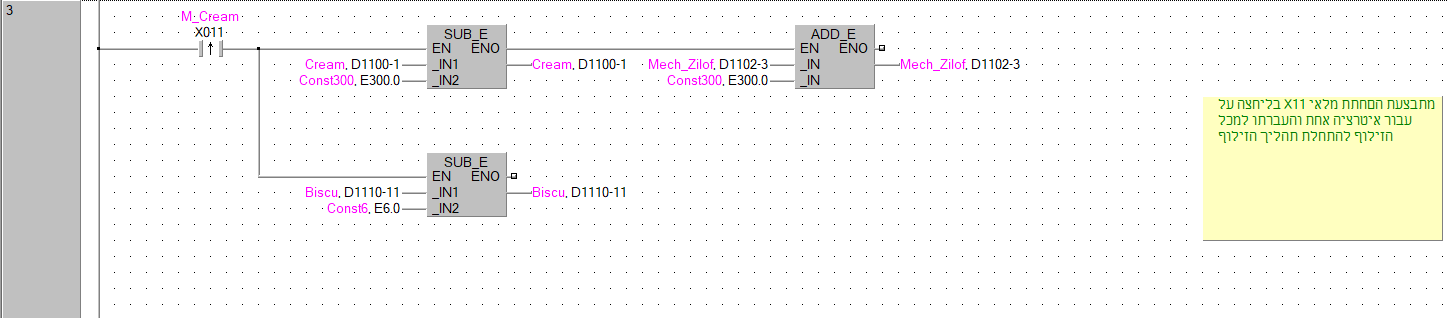 3
M_Cream
X011
SUB_E
EN ENO
Cream, D1100-1 _IN1 Cream, D1100-1
Const300, E300.0 _IN2
ADD_E
EN ENO
Mech_Zilof, D1102-3 _IN Mech_Zilof, D1102-3
Const300, E300.0 _IN
מתבצעת הםחתת מלאי X11 בליחצה על
עבור איטרציה אחת והעברתו למכל
הזילוף להתחלת תהליך הזילוף
SUB_E
EN ENO
Biscu, D1110-11 _IN1 Biscu, D1110-11
Const6, E6.0 _IN2